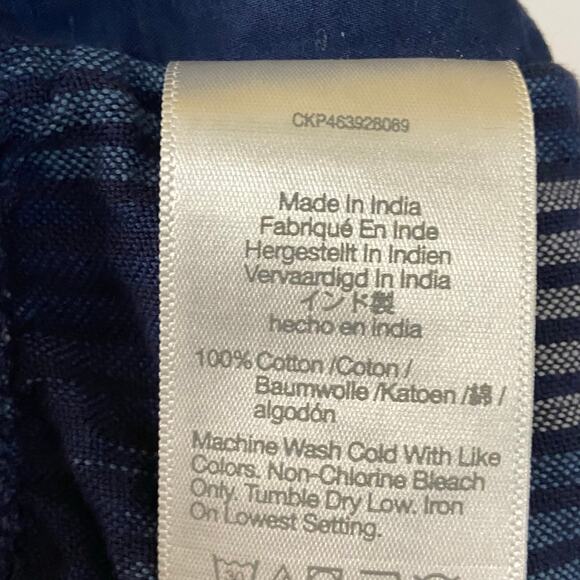 CKP463928089
Made In India
Fabriqué En Inde
Hergestellt In Indien
Vervaardigd In India
インド製
hecho en india
100% Cotton /Coton /
Baumwolle /Katoen /綿 /
algodón
Machine Wash Cold With Like
Colors. Non-Chlorine Bleach
Only. Tumble Dry Low. Iron
On Lowest Setting.
30